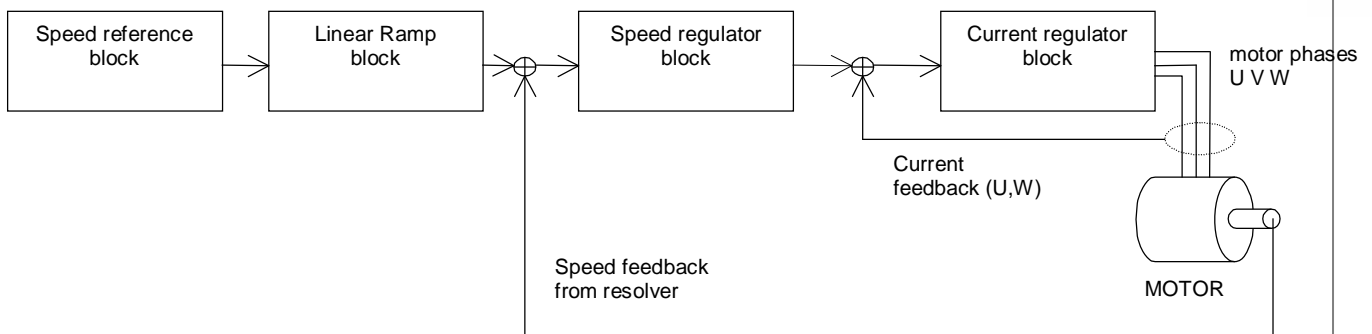 Speed reference
block
Linear Ramp
block
Speed regulator
block
Current regulator
block
motor phases
U V W
Current
feedback (U,W)
Speed feedback
from resolver
MOTOR